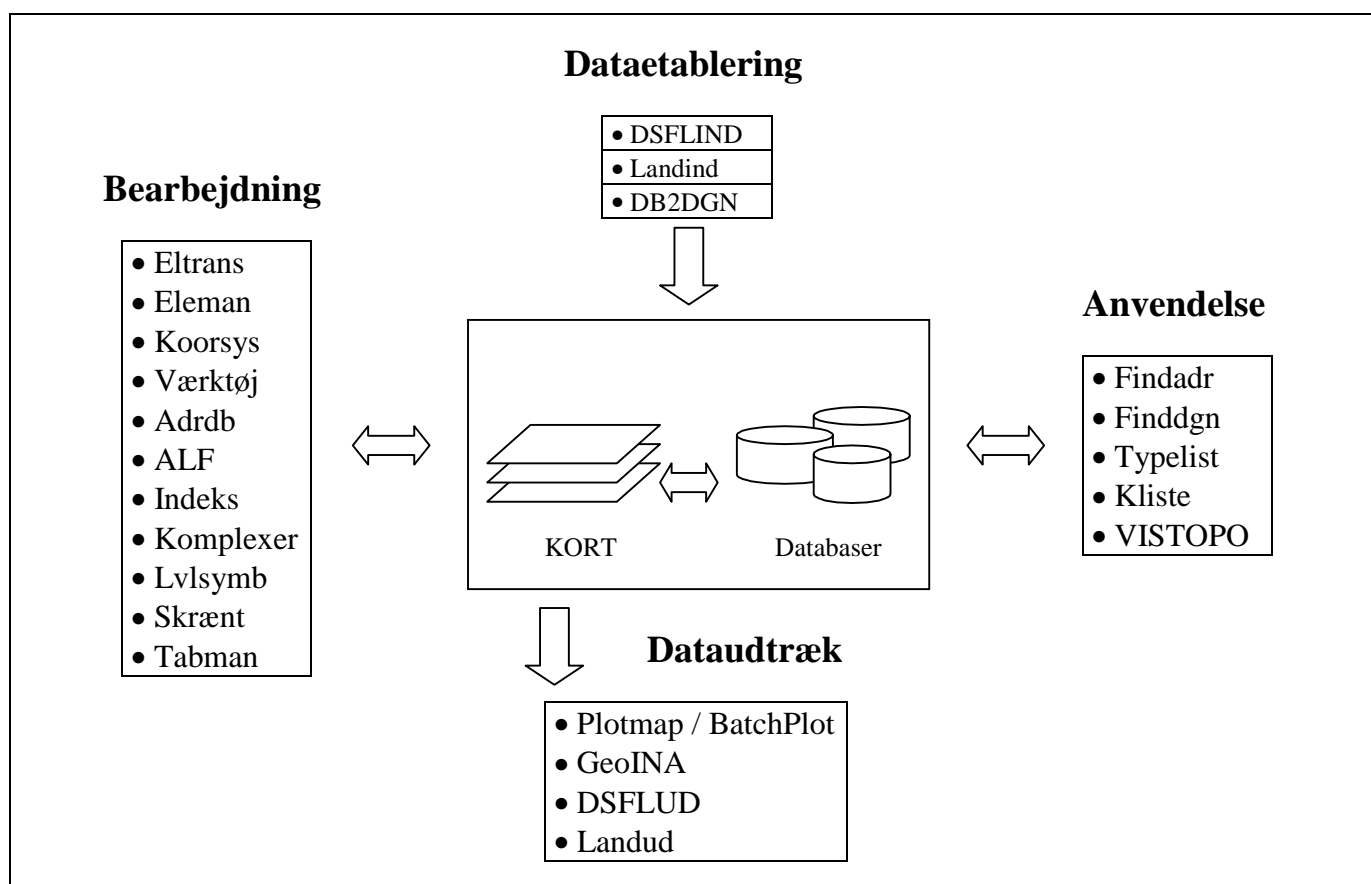 Dataetablering
• DSFLIND
• Landind
• DB2DGN
Bearbejdning
• Eltrans
• Eleman
• Koorsys
• Værktøj
• Adrdb
• ALF
• Indeks
• Komplexer
• Lvlsymb
• Skrænt
• Tabman
KORT
Databaser
Anvendelse
• Findadr
• Finddgn
• Typelist
• Kliste
• VISTOPO
Dataudtræk
• Plotmap / BatchPlot
• GeoINA
• DSFLUD
• Landud